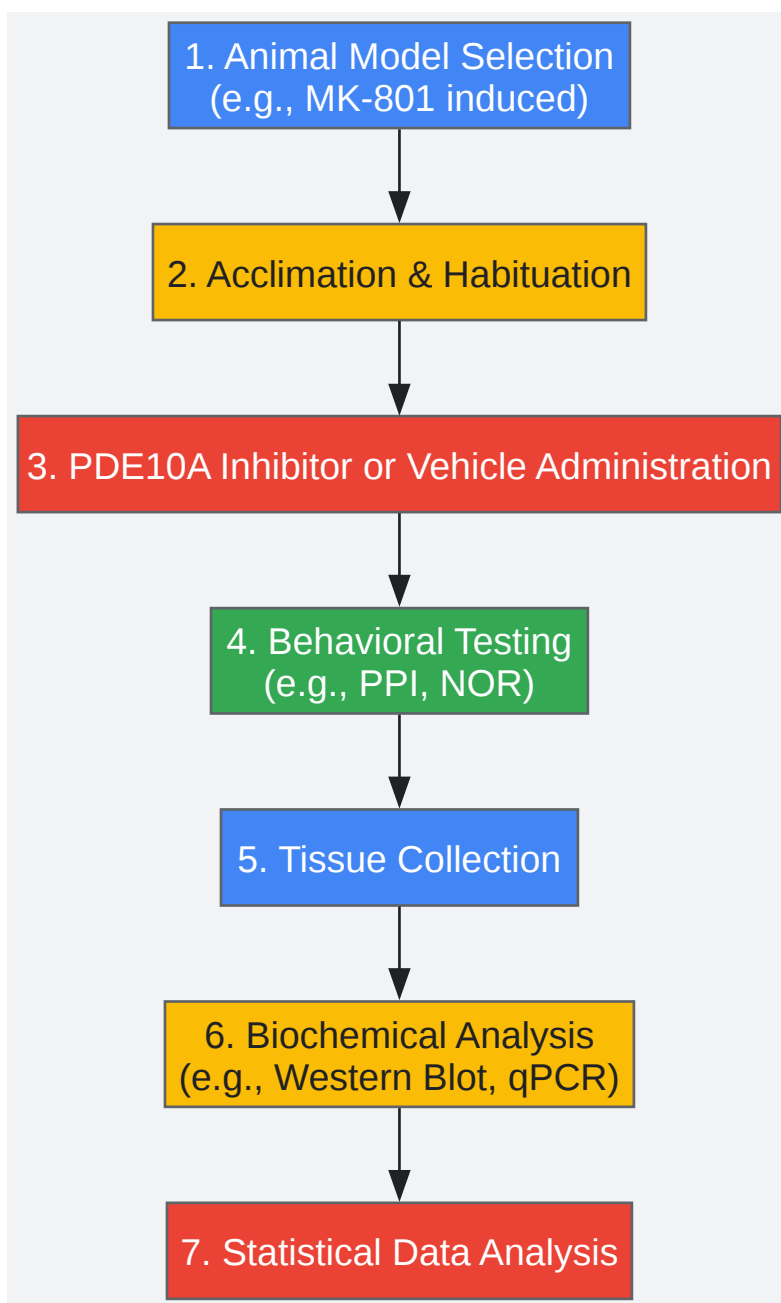 1. Animal Model Selection
(e.g., MK-801 induced)
2. Acclimation & Habituation
3. PDE10A Inhibitor or Vehicle Administration
4. Behavioral Testing
(e.g., PPI, NOR)
5. Tissue Collection
6. Biochemical Analysis
(e.g., Western Blot, qPCR)
7. Statistical Data Analysis